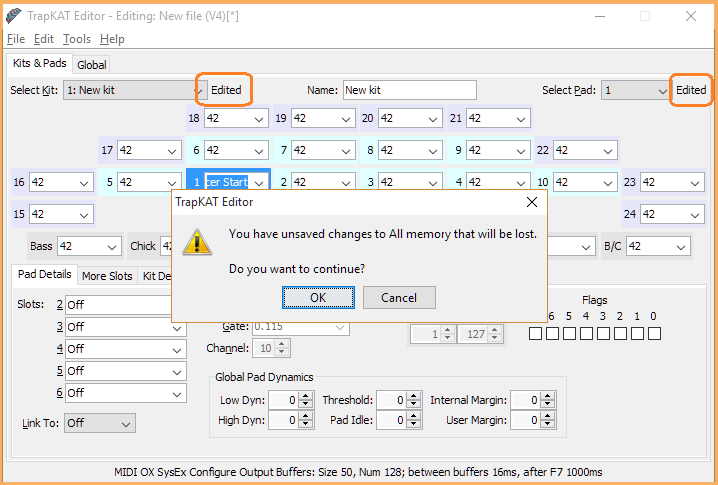 TrapKAT Editor - Editing: New file (V4)[*]
File Edit Tools Help
Kits & Pads Global
Select Kit: 1: New kit Edited Name: New kit Select Pad: 1 Edited
18 42 19 42 20 42 21 42
17 42 6 42 7 42 8 42 9 42 22 42
16 42 5 42 1 cer Start 2 42 3 42 4 42 10 42 23 42
15 42 24 42
TrapKAT Editor
You have unsaved changes to All memory that will be lost.
Do you want to continue?
OK Cancel
Bass 42 Chick 42 B/C 42
Pad Details More Slots Kit De
Slots: 2 Off
3 Off
4 Off
5 Off
6 Off
Link To: Off
Gate: 0.115
Channel: 10
1 127
Flags
6 5 4 3 2 1 0
Global Pad Dynamics
Low Dyn: 0 Threshold: 0 Internal Margin: 0
High Dyn: 0 Pad Idle: 0 User Margin: 0
MIDI OX SysEx Configure Output Buffers: Size 50, Num 128; between buffers 16ms, after F7 1000ms